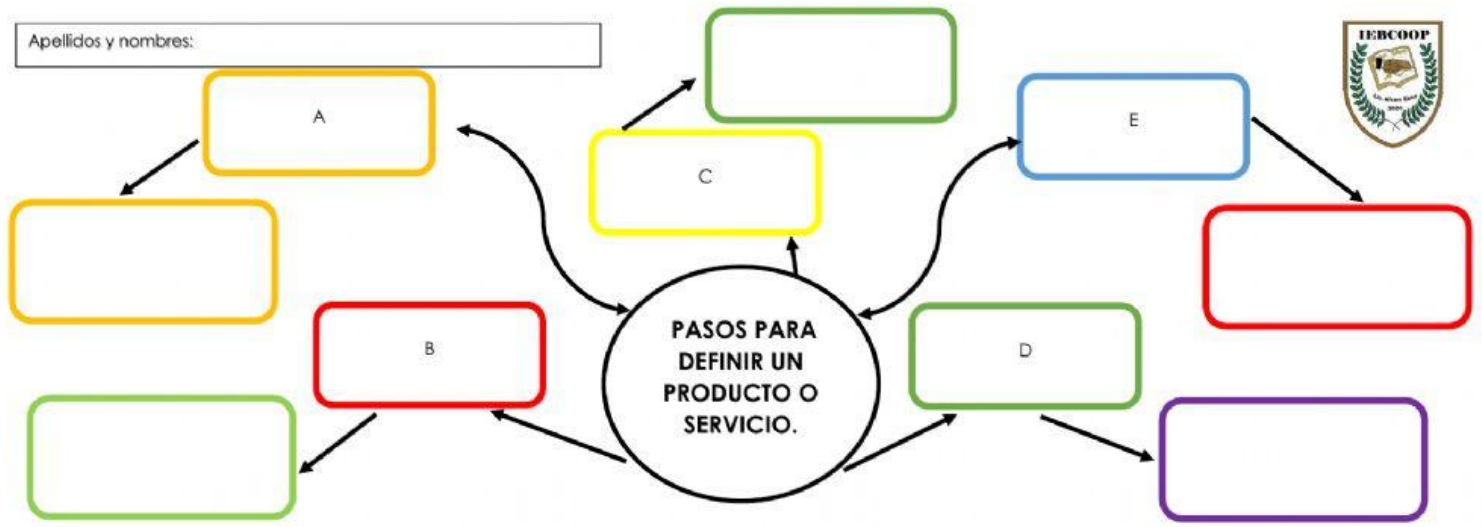 Apellidos y nombres:
IEBCOOP
A
E
C
PASOS PARA
DEFINIR UN
PRODUCTO O
SERVICIO.
B
D